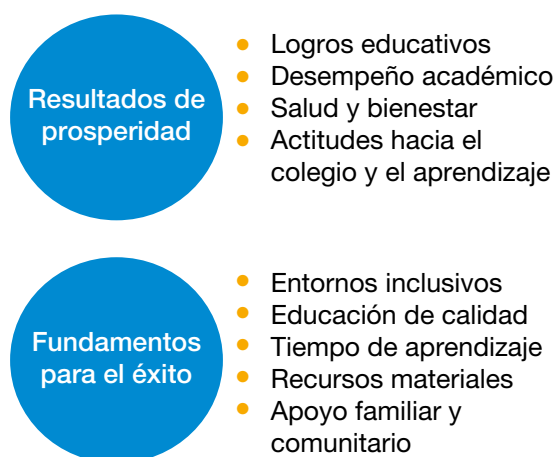 Resultados de
prosperidad
• Logros educativos
• Desempeño académico
• Salud y bienestar
• Actitudes hacia el
colegio y el aprendizaje
Fundamentos
para el éxito
• Entornos inclusivos
• Educación de calidad
• Tiempo de aprendizaje
• Recursos materiales
• Apoyo familiar y
comunitario